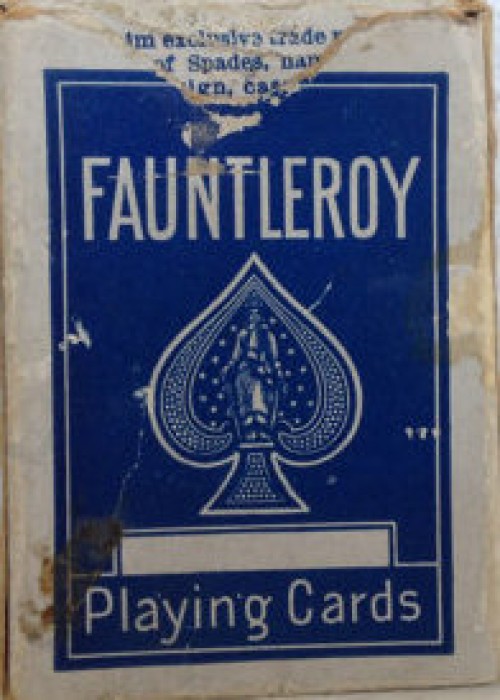 exclusive trade
of Spades,
FAUNTLEROY
Playing Cards